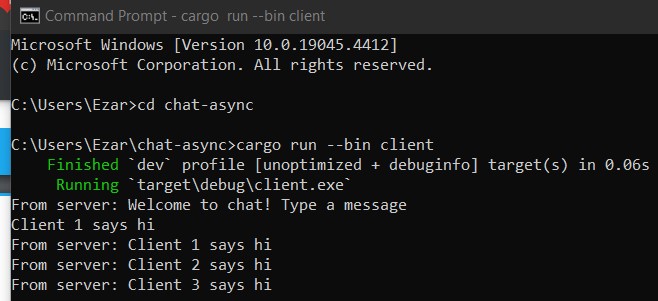 Command Prompt - cargo  run --bin client
Microsoft Windows [Version 10.0.19045.4412]
(c) Microsoft Corporation. All rights reserved.
C:\Users\Ezar>cd chat-async
C:\Users\Ezar\chat-async>cargo run --bin client
    Finished `dev` profile [unoptimized + debuginfo] target(s) in 0.06s
     Running `target\debug\client.exe`
From server: Welcome to chat! Type a message
Client 1 says hi
From server: Client 1 says hi
From server: Client 2 says hi
From server: Client 3 says hi